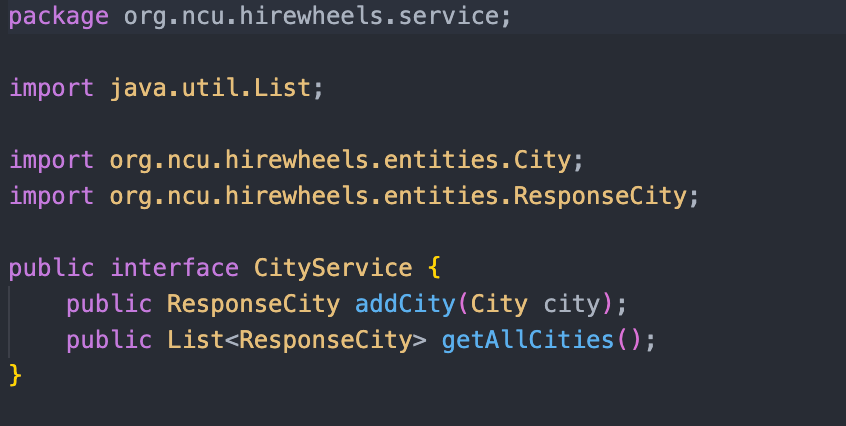 package org.ncu.hirewheels.service;
import java.util.List;
import org.ncu.hirewheels.entities.City;
import org.ncu.hirewheels.entities.ResponseCity;
public interface CityService {
public ResponseCity addCity(City city);
public List<ResponseCity> getAllCities();
}